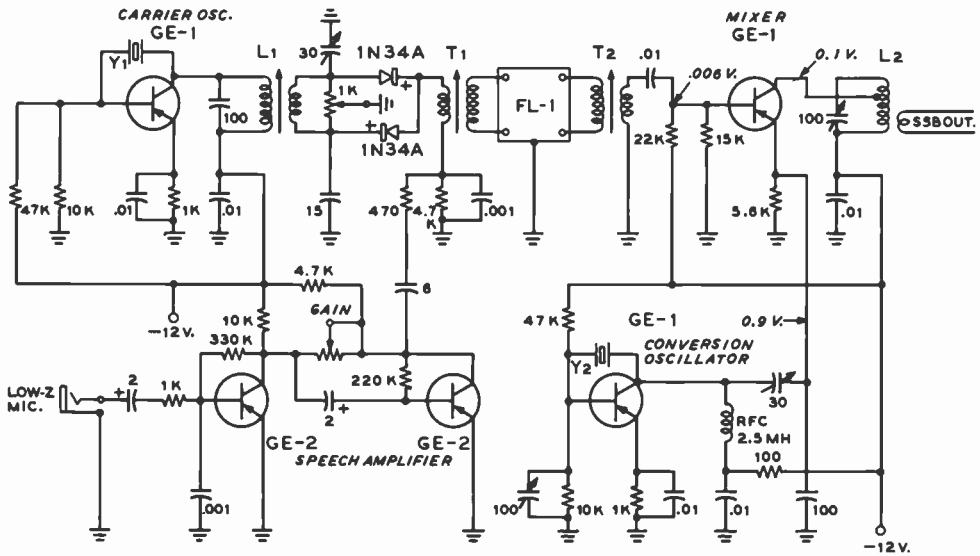 CARRIER OSC.
GE-1
MIXER
GE-1
Y1
L1
30
1N34A
T1
T2
.01
.006 V.
0.1 V.
L2
100
1K
1N34A
FL-1
22K
15K
100
SSB OUT.
47K
10K
.01
1K
.01
15
470
4.7K
.001
5.6K
.01
4.7K
6
-12V.
GAIN
10K
330K
47K
GE-1
0.9 V.
CONVERSION
OSCILLATOR
Y2
LOW-Z
MIC.
2
1K
220K
30
2
GE-2
GE-2
SPEECH AMPLIFIER
RFC
2.5 MH
100
.001
100
10K
1K
.01
.01
100
-12V.